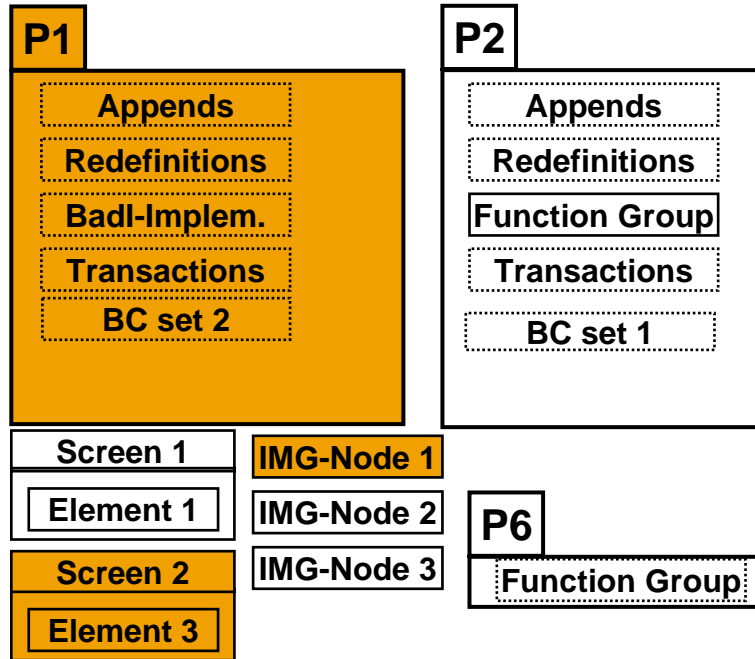 P1
Appends
Redefinitions
BadI-Implem.
Transactions
BC set 2
P2
Appends
Redefinitions
Function Group
Transactions
BC set 1
Screen 1
Element 1
Screen 2
Element 3
IMG-Node 1
IMG-Node 2
IMG-Node 3
P6
Function Group